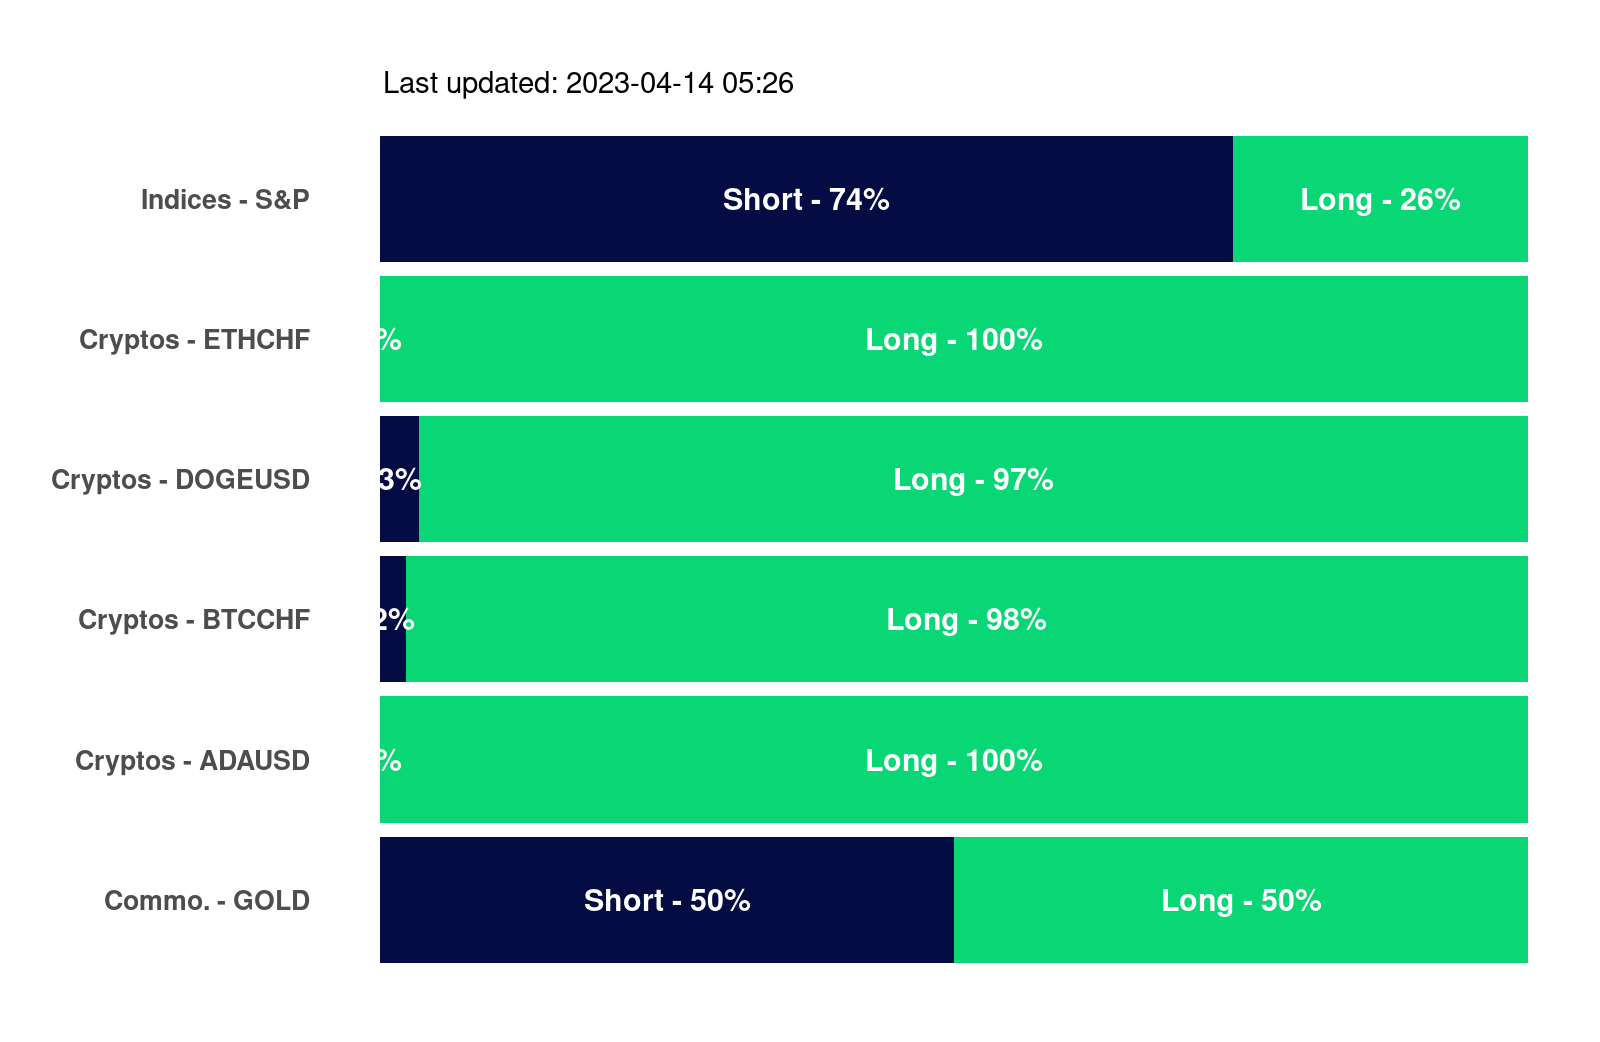 Last updated: 2023-04-14 05:26
Indices - S&P Short - 74% Long - 26%
Cryptos - ETHCHF % Long - 100%
Cryptos - DOGEUSD 3% Long - 97%
Cryptos - BTCCHF 2% Long - 98%
Cryptos - ADAUSD % Long - 100%
Commo. - GOLD Short - 50% Long - 50%